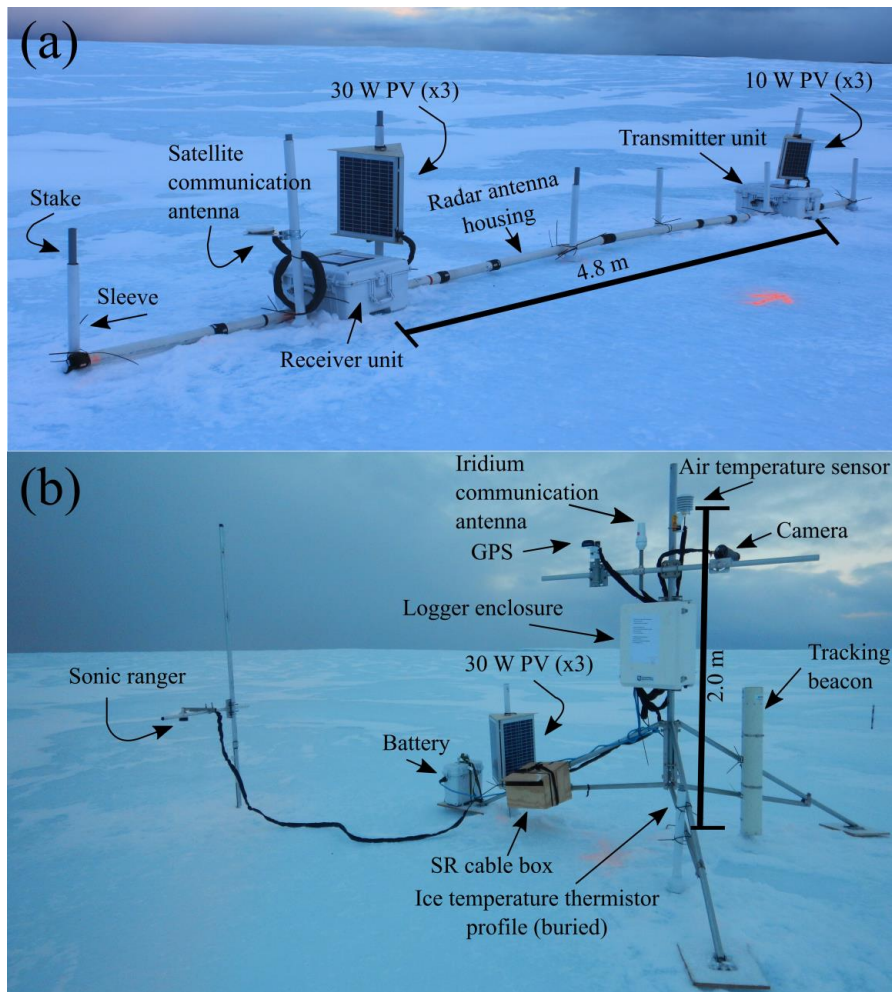 (a)
30 W PV (x3)
10 W PV (x3)
Satellite
communication
antenna
Transmitter unit
Stake
Radar antenna
housing
4.8 m
Sleeve
Receiver unit
(b)
Iridium
communication
antenna
Air temperature sensor
GPS
Camera
Logger enclosure
30 W PV (x3)
2.0 m
Tracking
beacon
Sonic ranger
Battery
SR cable box
Ice temperature thermistor
profile (buried)